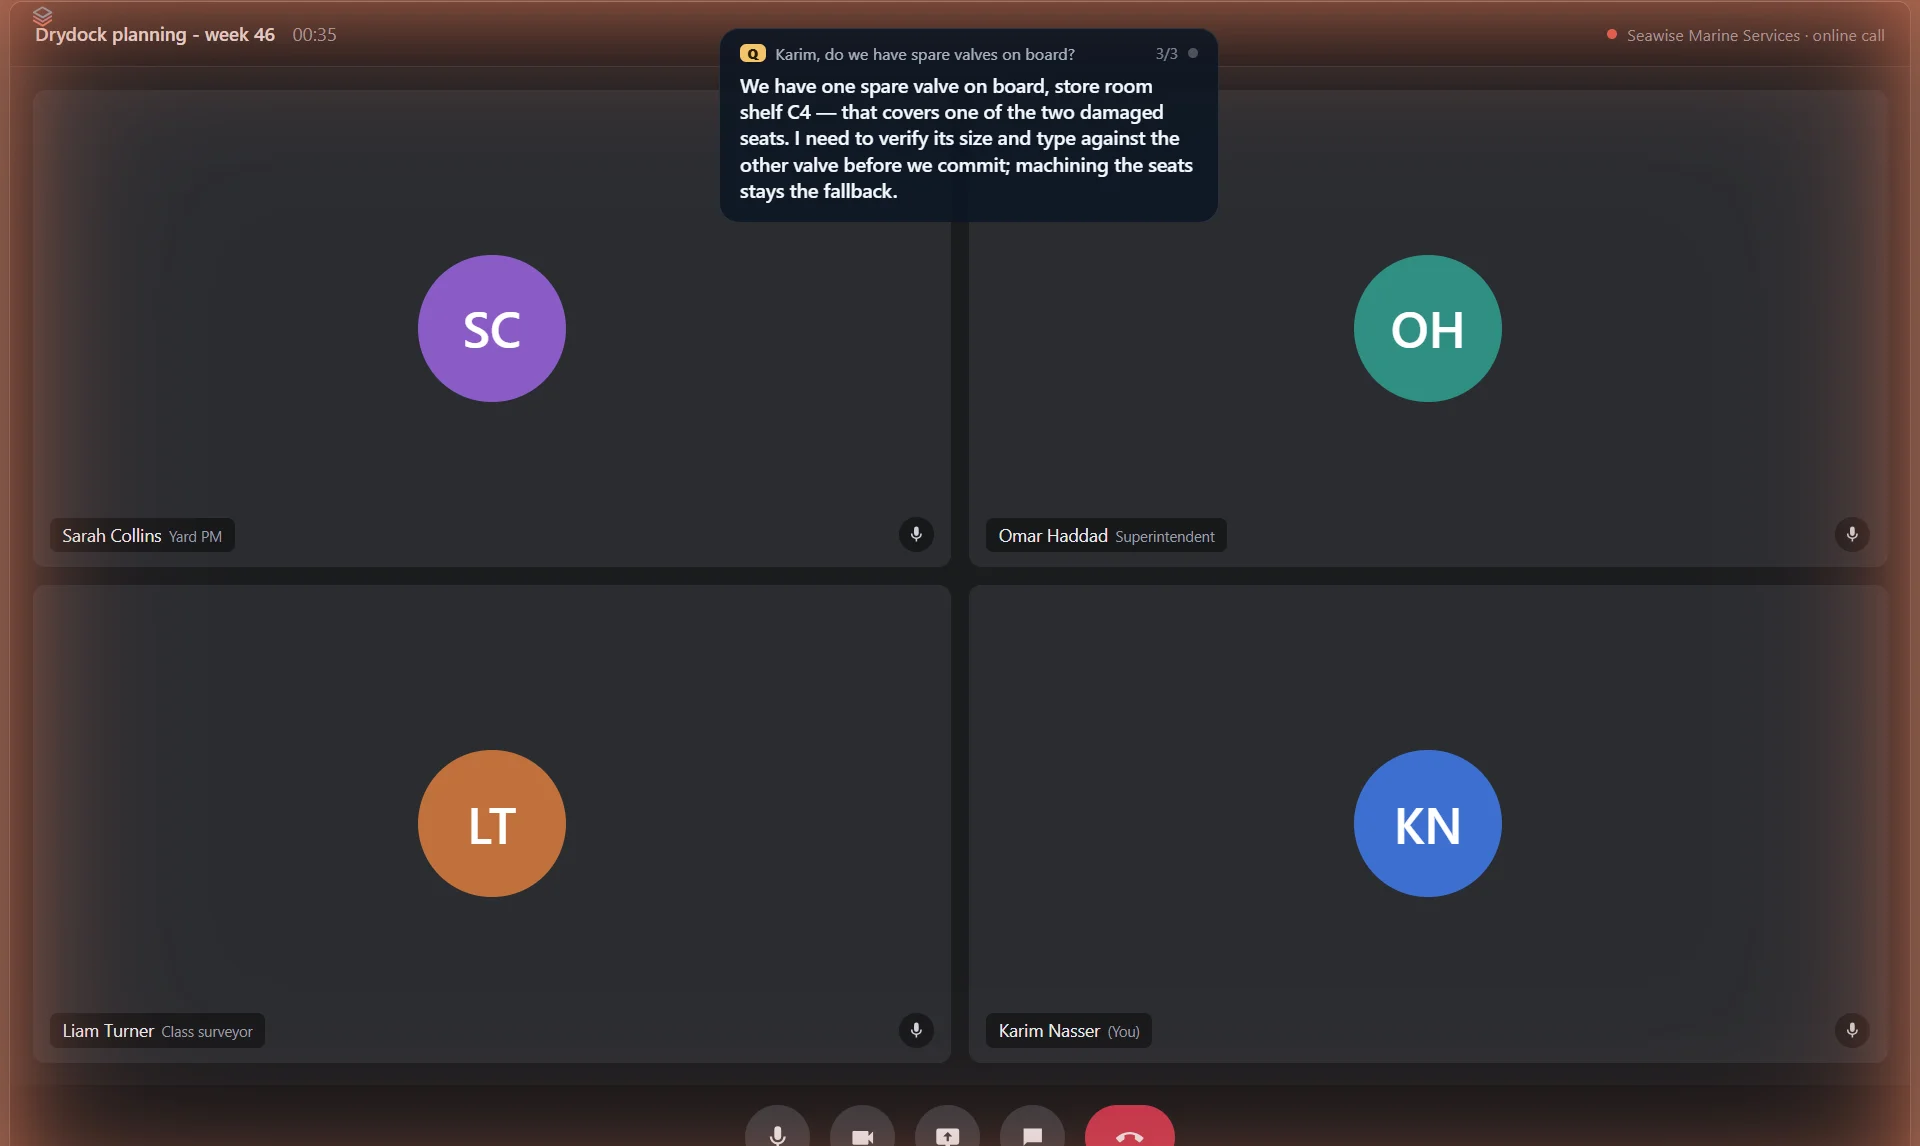 Drydock planning - week 46 00:35
Seawise Marine Services · online call
Q Karim, do we have spare valves on board? 3/3
We have one spare valve on board, store room
shelf C4 — that covers one of the two damaged
seats. I need to verify its size and type against the
other valve before we commit; machining the seats
stays the fallback.
SC
OH
Sarah Collins Yard PM
Omar Haddad Superintendent
LT
KN
Liam Turner Class surveyor
Karim Nasser (You)